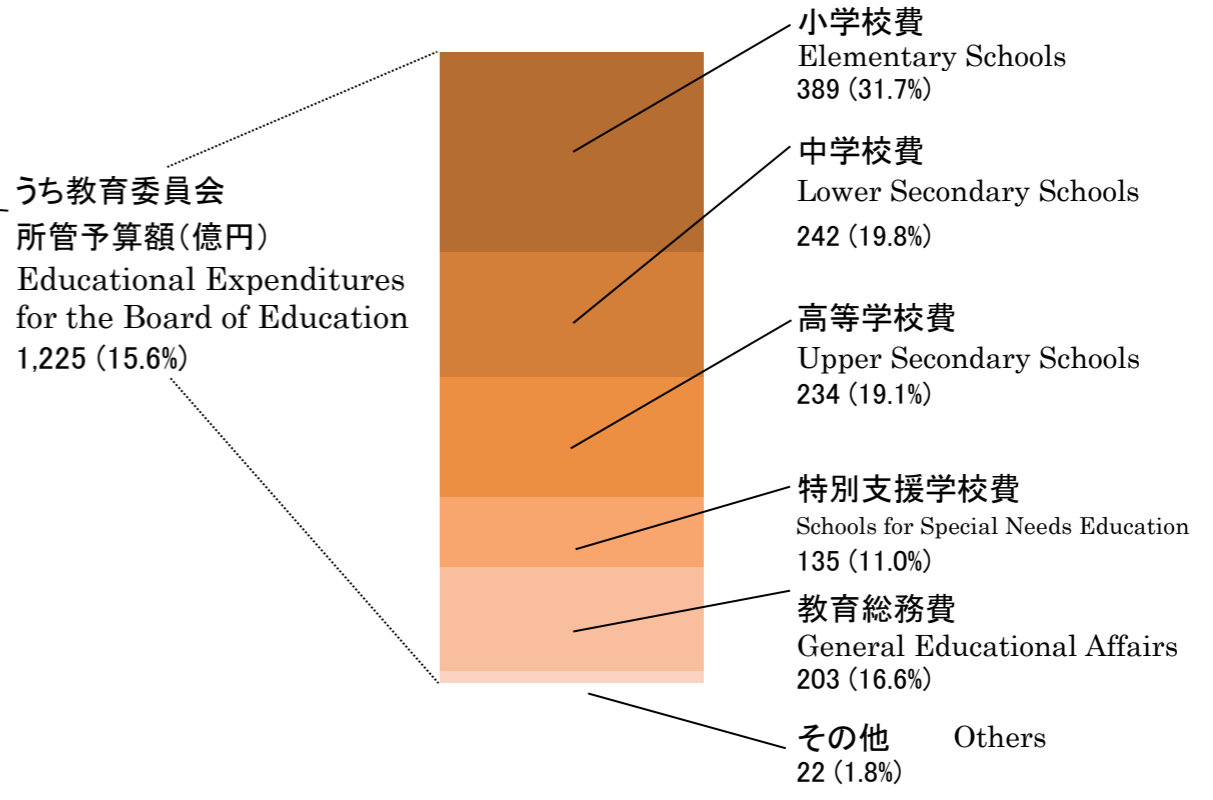 うち教育委員会
所管予算額（億円）
Educational Expenditures
for the Board of Education
1,225 (15.6%)
小学校費
Elementary Schools
389 (31.7%)
中学校費
Lower Secondary Schools
242 (19.8%)
高等学校費
Upper Secondary Schools
234 (19.1%)
特別支援学校費
Schools for Special Needs Education
135 (11.0%)
教育総務費
General Educational Affairs
203 (16.6%)
その他 Others
22 (1.8%)